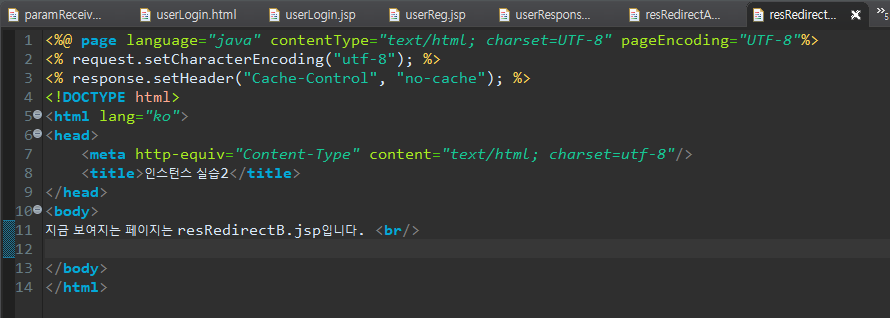 paramReceiv... userLogin.html userLogin.jsp userReg.jsp userRespons... resRedirectA... resRedirect... »5
1 <%@ page language="java" contentType="text/html; charset=UTF-8" pageEncoding="UTF-8"%>
2 <% request.setCharacterEncoding("utf-8"); %>
3 <% response.setHeader("Cache-Control", "no-cache"); %>
4 <!DOCTYPE html>
5 <html lang="ko">
6 <head>
7 <meta http-equiv="Content-Type" content="text/html; charset=utf-8"/>
8 <title>인스턴스 실습2</title>
9 </head>
10 <body>
11 지금 보여지는 페이지는 resRedirectB.jsp입니다. <br/>
12
13 </body>
14 </html>